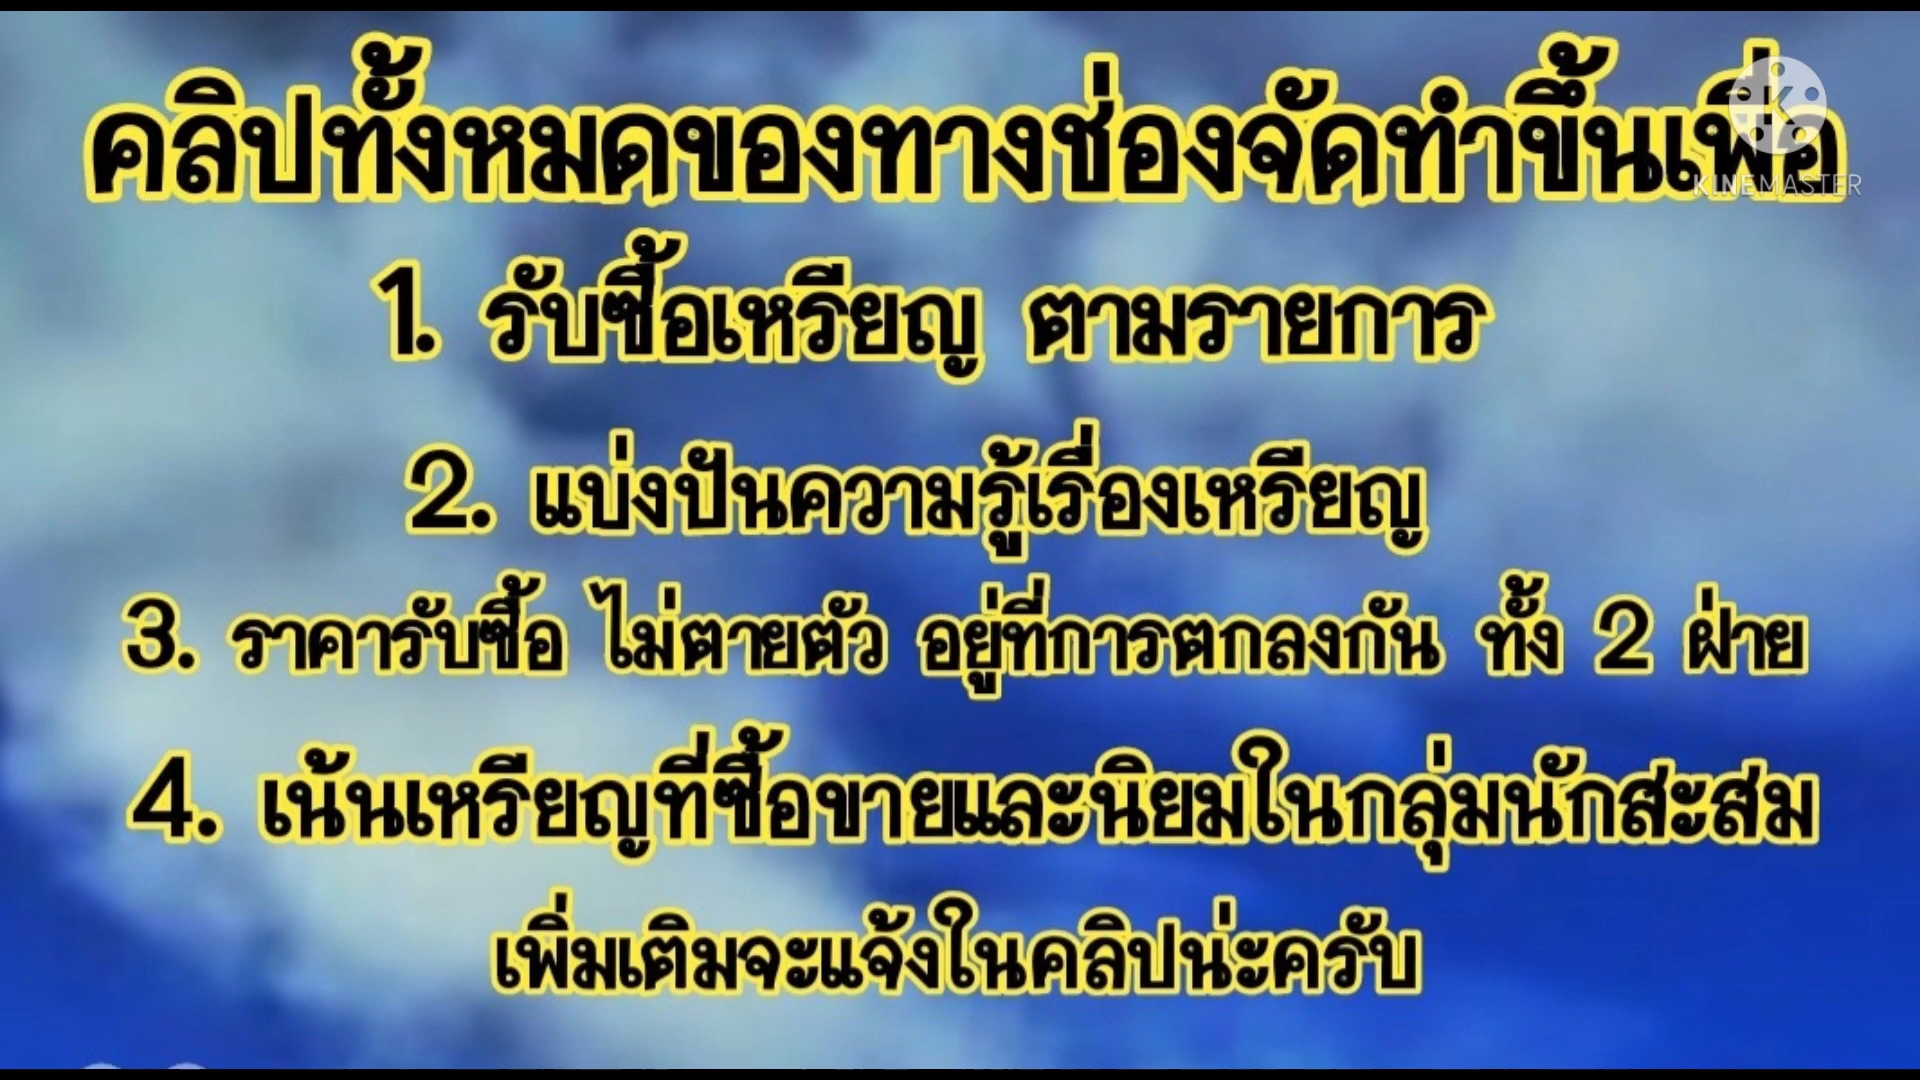 คลิปทั้งหมดของทางช่องจัดทำขึ้นเพื่อ
KINEMASTER
1. รับซื้อเหรียญ ตามรายการ
2. แบ่งปันความรู้เรื่องเหรียญ
3. ราคารับซื้อ ไม่ตายตัว อยู่ที่การตกลงกัน ทั้ง 2 ฝ่าย
4. เน้นเหรียญที่ซื้อขายและนิยมในกลุ่มนักสะสม
เพิ่มเติมจะแจ้งในคลิปน่ะครับ